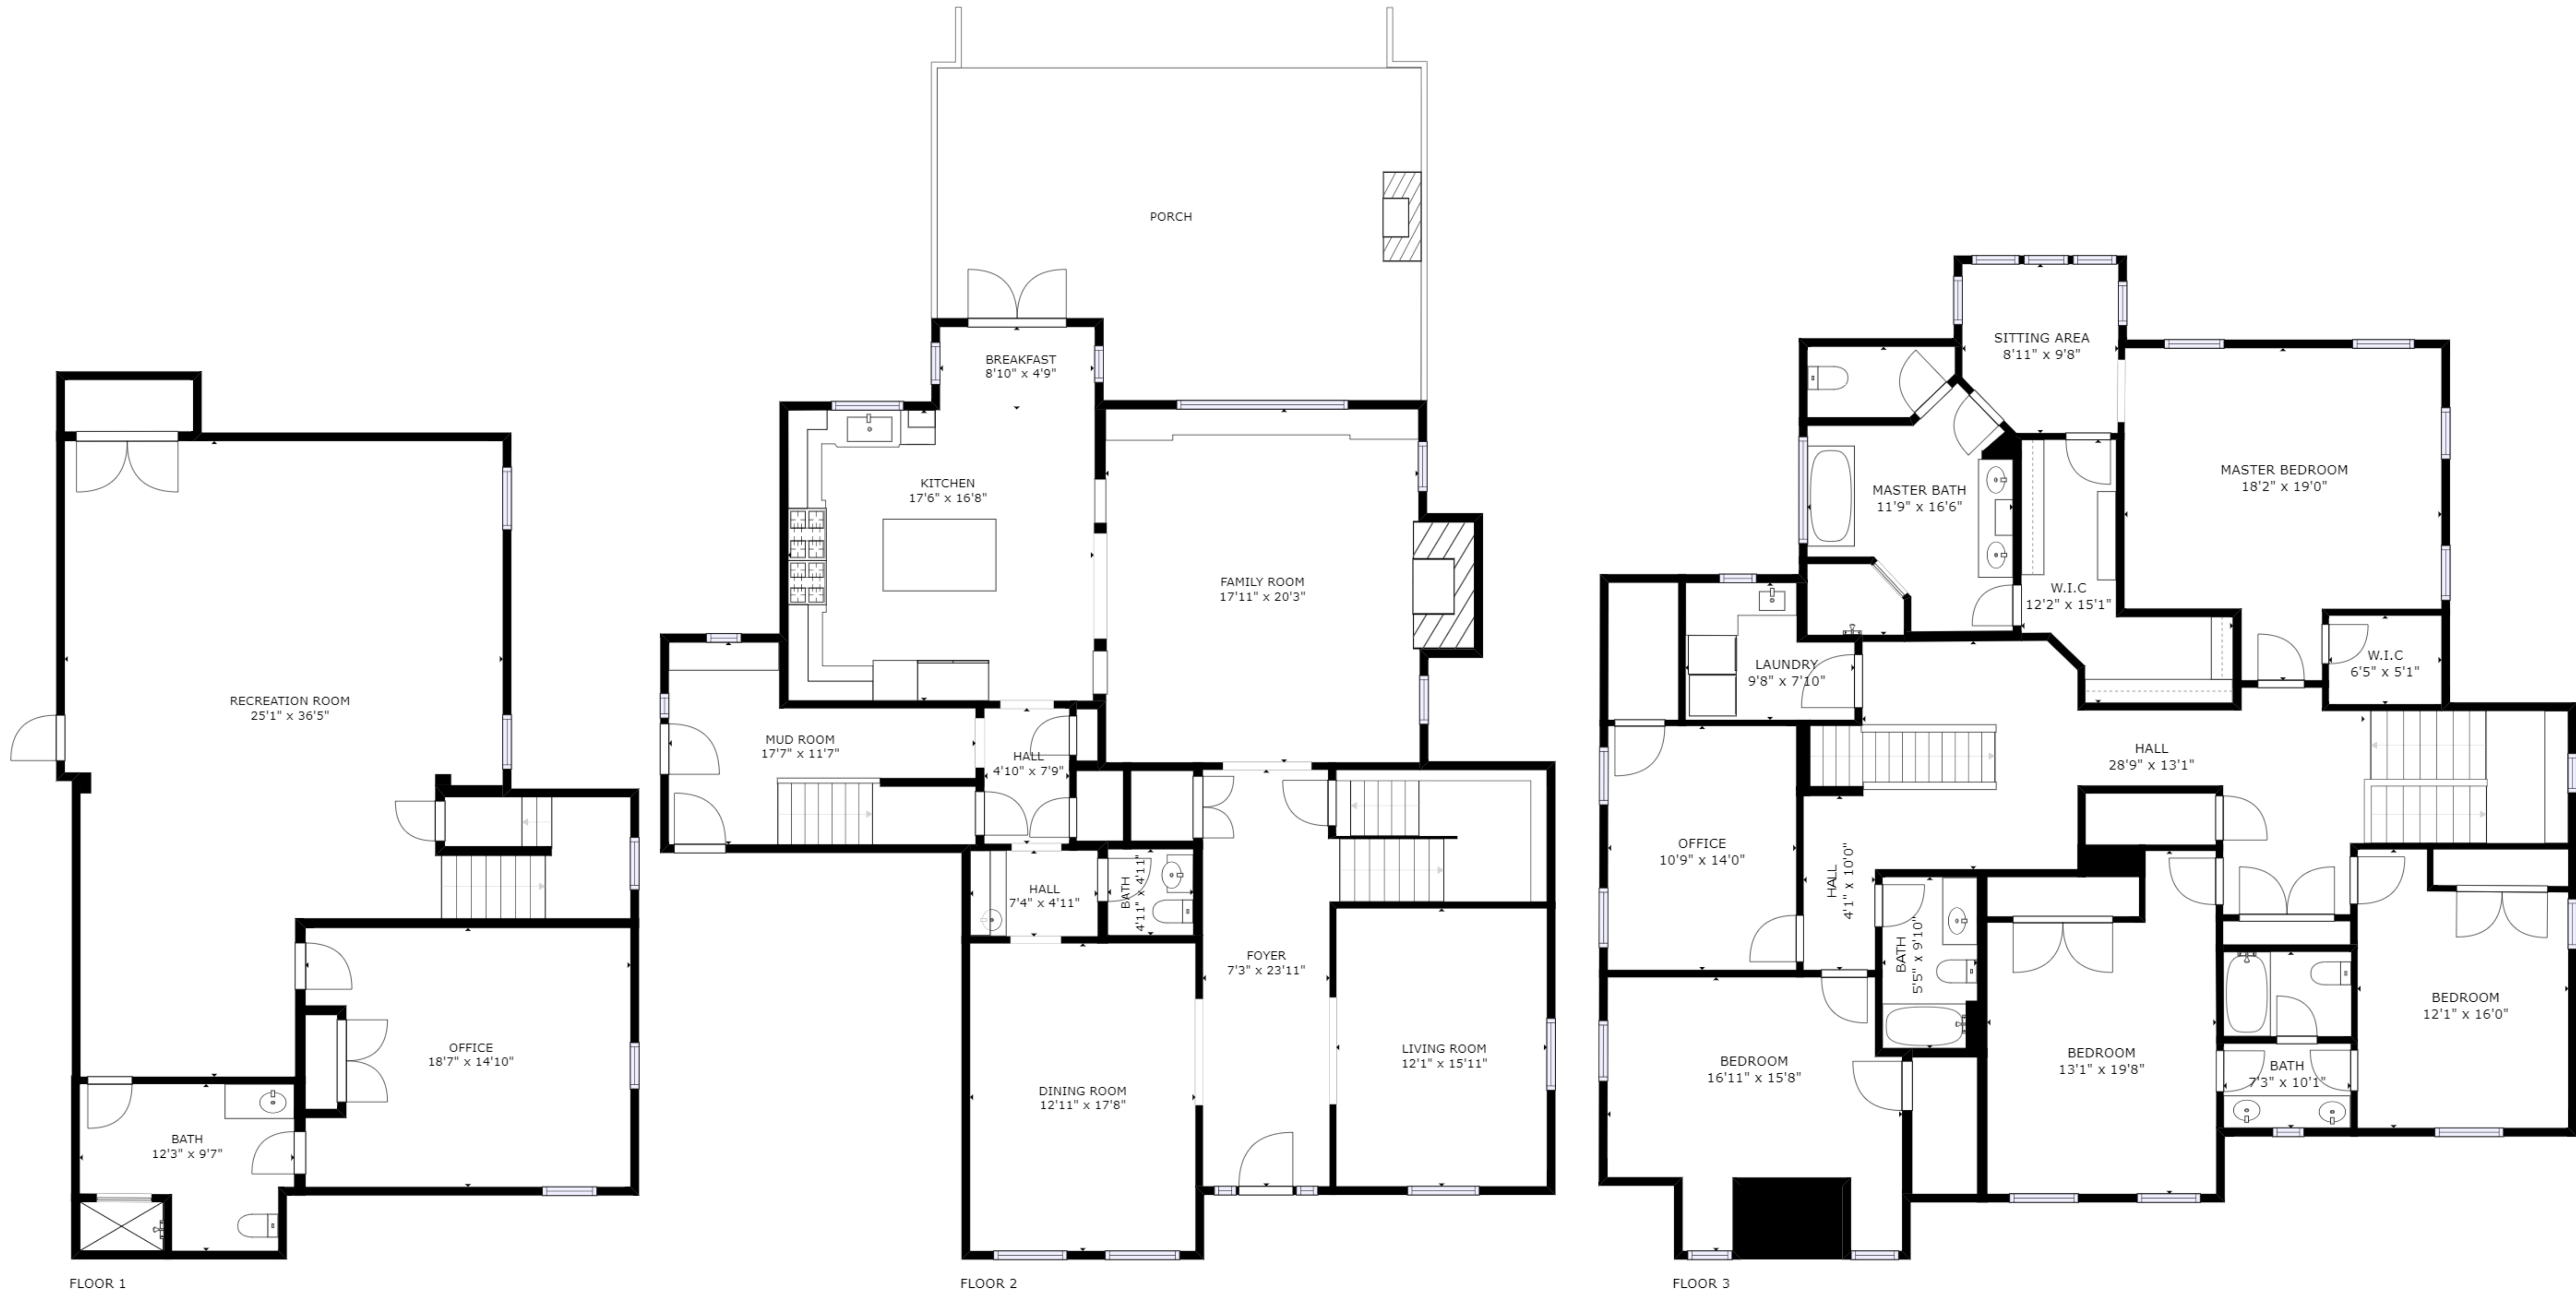 RECREATION ROOM
25'1" x 36'5"
OFFICE
18'7" x 14'10"
BATH
12'3" x 9'7"
FLOOR 1
PORCH
BREAKFAST
8'10" x 4'9"
KITCHEN
17'6" x 16'8"
FAMILY ROOM
17'11" x 20'3"
MUD ROOM
17'7" x 11'7"
HALL
4'10" x 7'9"
HALL
7'4" x 4'11"
BATH
4'11" x 4'11"
FOYER
7'3" x 23'11"
LIVING ROOM
12'1" x 15'11"
DINING ROOM
12'11" x 17'8"
FLOOR 2
SITTING AREA
8'11" x 9'8"
MASTER BEDROOM
18'2" x 19'0"
MASTER BATH
11'9" x 16'6"
W.I.C
12'2" x 15'1"
W.I.C
6'5" x 5'1"
LAUNDRY
9'8" x 7'10"
HALL
28'9" x 13'1"
OFFICE
10'9" x 14'0"
HALL
4'1" x 10'0"
BATH
5'5" x 9'10"
BEDROOM
12'1" x 16'0"
BEDROOM
13'1" x 19'8"
BATH
7'3" x 10'1"
BEDROOM
16'11" x 15'8"
FLOOR 3